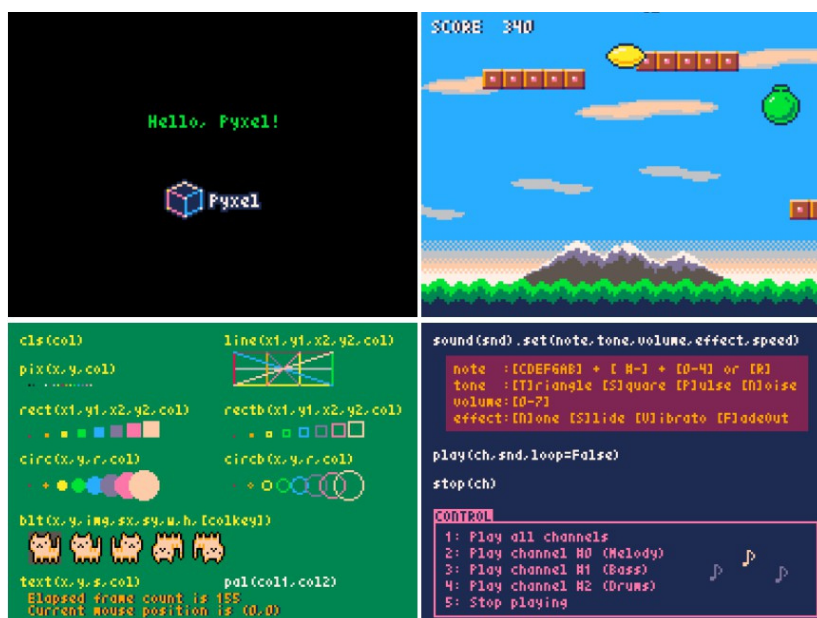 Hello, Pyxel!
Pyxel
SCORE 340
cls(col)
line(x1,y1,x2,y2,col)
pix(x,y,col)
rect(x1,y1,x2,y2,col)
rectb(x1,y1,x2,y2,col)
circ(x,y,r,col)
circb(x,y,r,col)
blt(x,y,img,sx,sy,w,h,[colkey])
text(x,y,s,col)
pal(col1,col2)
Elapsed frame count is 155
Current mouse position is (0,0)
sound(snd).set(note,tone,volume,effect,speed)
note :[CDEFGAB] + [ #-] + [0-4] or [R]
tone :[T]riangle [S]quare [P]ulse [N]oise
volume:[0-7]
effect:[N]one [S]lide [V]ibrato [F]adeOut
play(ch,snd,loop=False)
stop(ch)
CONTROL
1: Play all channels
2: Play channel #0 (Melody)
3: Play channel #1 (Bass)
4: Play channel #2 (Drums)
5: Stop playing